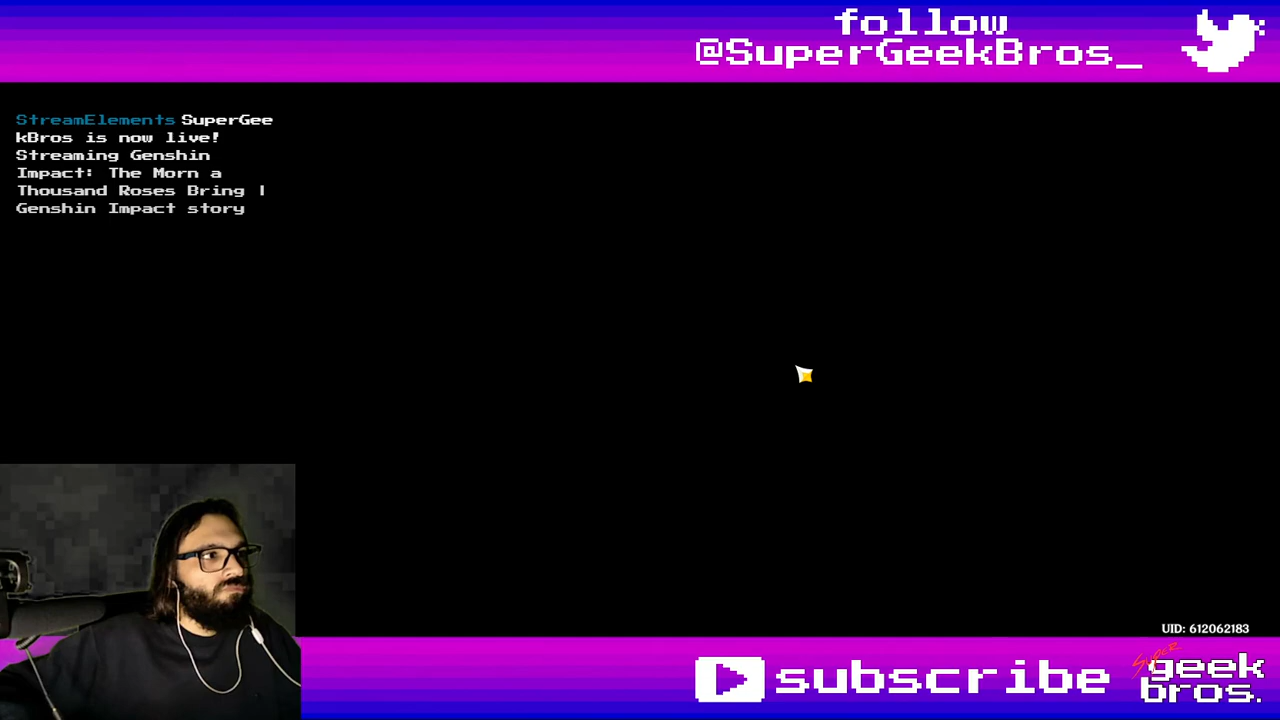 follow
@SuperGeekBros_
StreamElements SuperGee
kBros is now live!
Streaming Genshin
Impact: The Morn a
Thousand Roses Bring |
Genshin Impact story
UID: 612062183
subscribe
super
geek
bros.